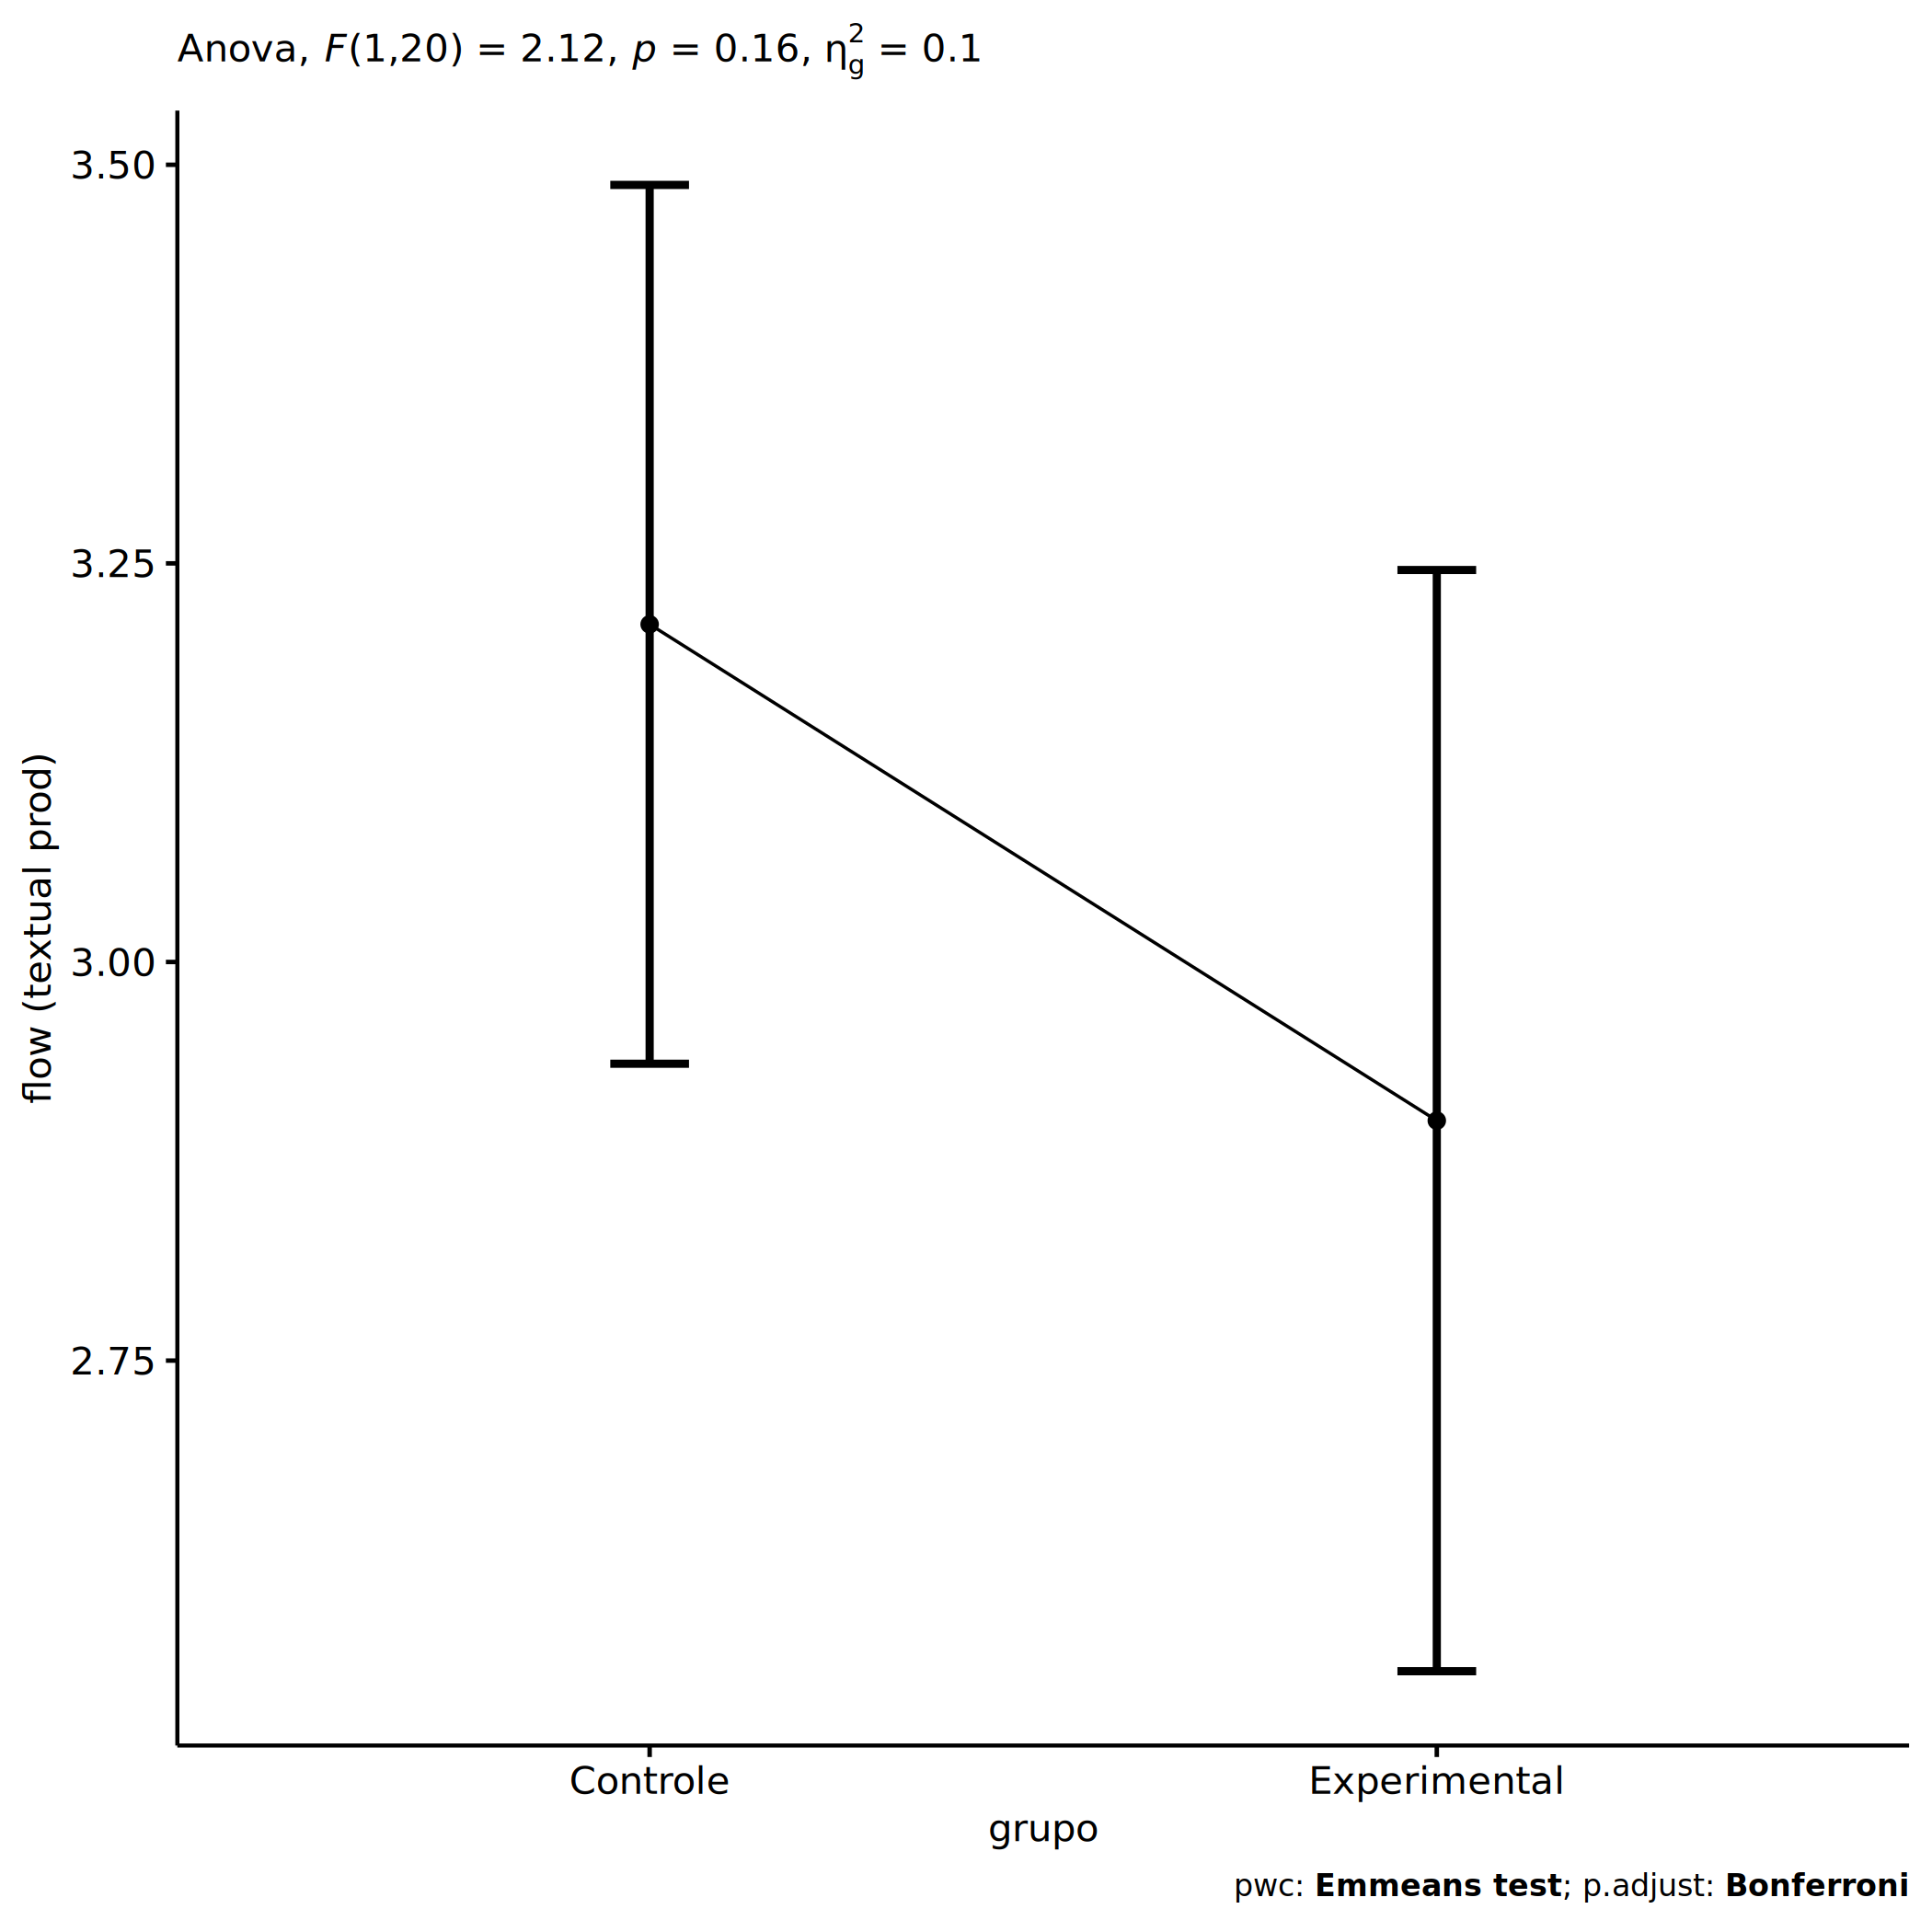 Anova, F(1,20) = 2.12, p = 0.16, η²g = 0.1
3.50
3.25
3.00
2.75
flow (textual prod)
Controle Experimental
grupo
pwc: Emmeans test; p.adjust: Bonferroni